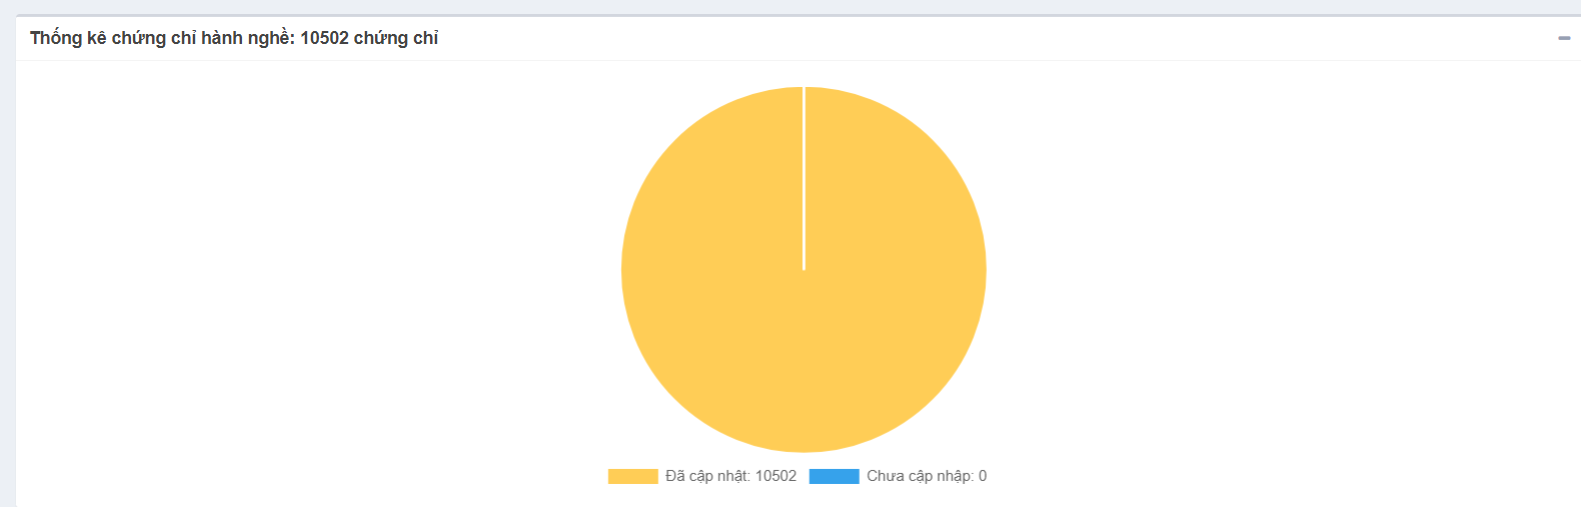 Thống kê chứng chỉ hành nghề: 10502 chứng chỉ
Đã cập nhật: 10502 Chưa cập nhập: 0